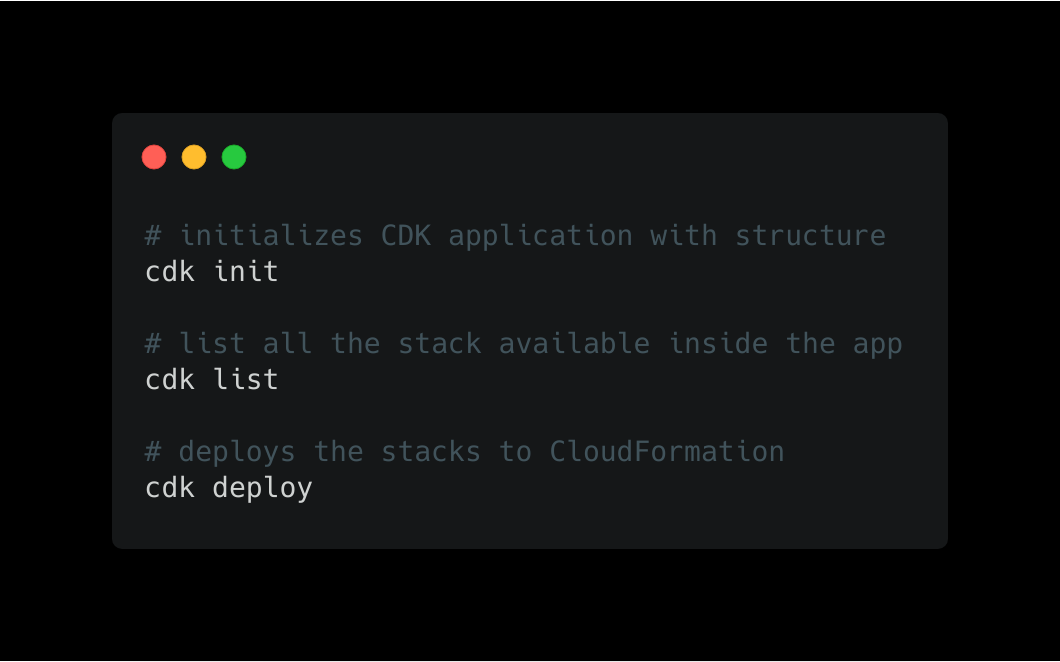 # initializes CDK application with structure
cdk init
# list all the stack available inside the app
cdk list
# deploys the stacks to CloudFormation
cdk deploy